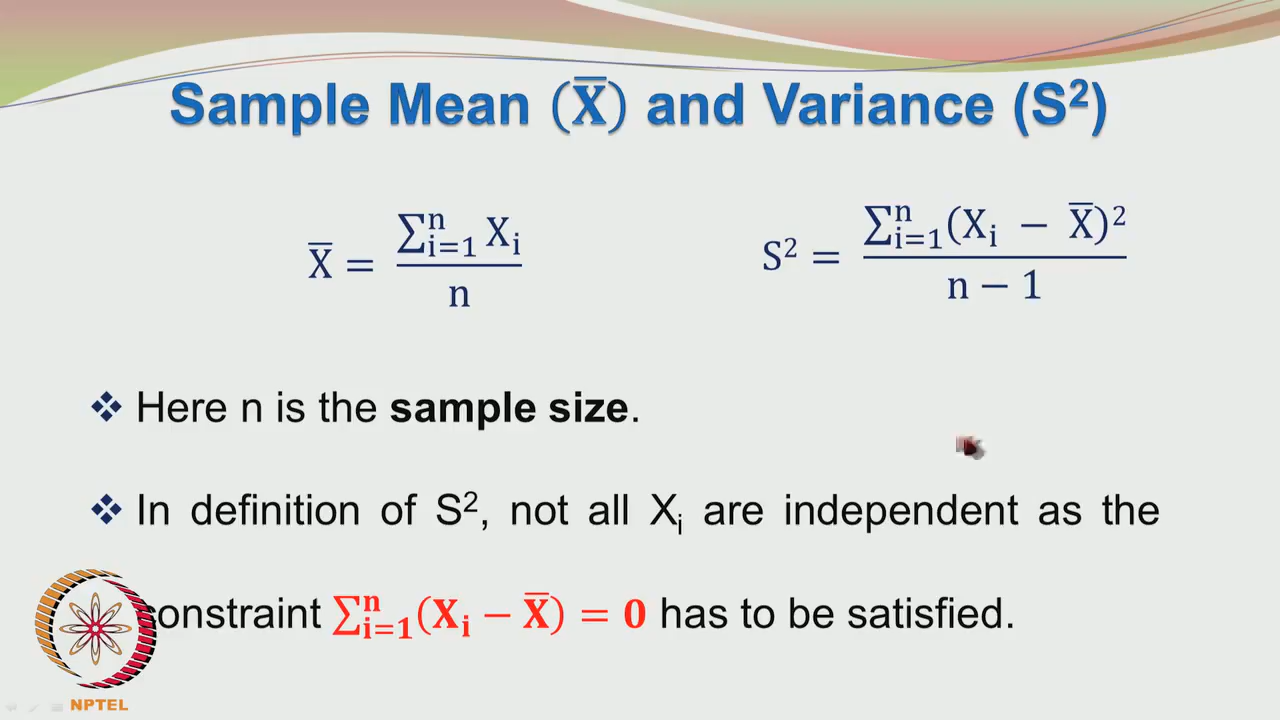 Sample Mean (X̅) and Variance (S²)
X̅ = ∑ⁿᵢ₌₁ Xᵢ / n
S² = ∑ⁿᵢ₌₁(Xᵢ − X̅)² / n − 1
❖ Here n is the sample size.
❖ In definition of S², not all Xᵢ are independent as the
constraint ∑ⁿᵢ₌₁(Xᵢ − X̅) = 0 has to be satisfied.
NPTEL